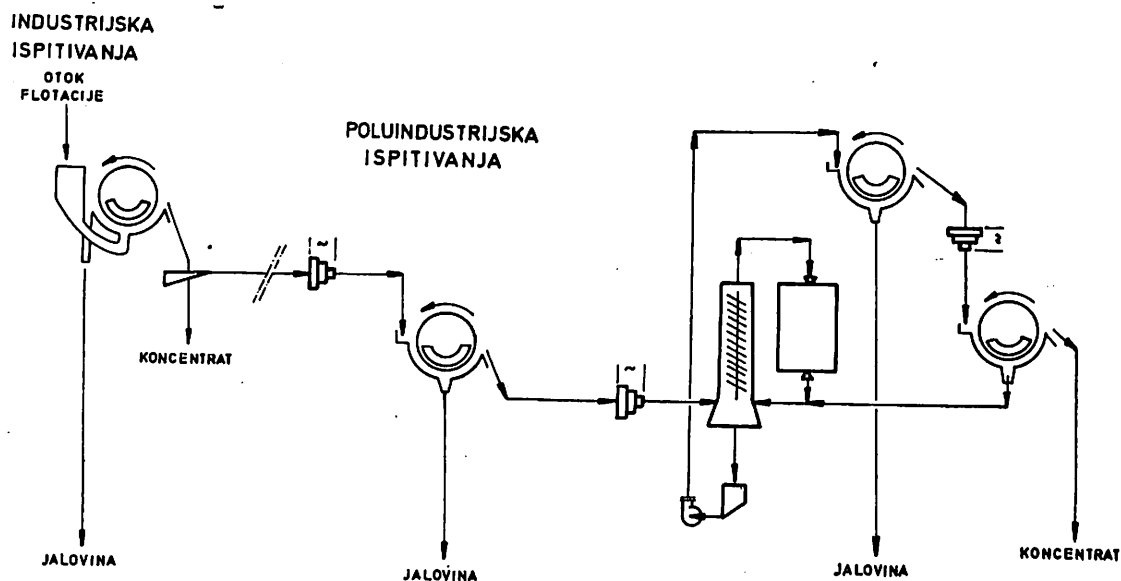 INDUSTRIJSKA
ISPITIVANJA
OTOK
FLOTACIJE
POLUINDUSTRIJSKA
ISPITIVANJA
~
~
~
KONCENTRAT
JALOVINA
JALOVINA
JALOVINA
KONCENTRAT